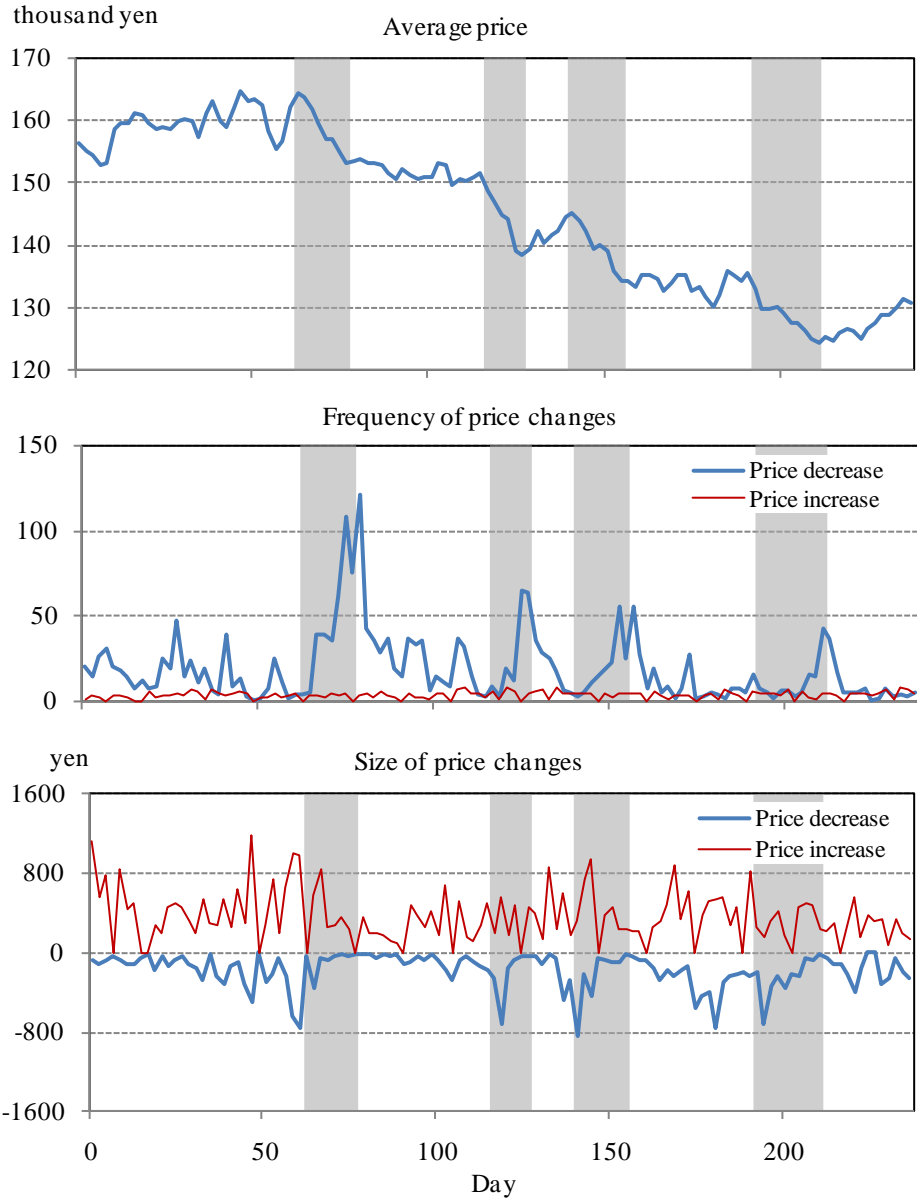 thousand yen
Average price
170
160
150
140
130
120
Frequency of price changes
150
100
50
0
Price decrease
Price increase
yen
Size of price changes
1600
800
0
-800
-1600
Price decrease
Price increase
0 50 100 150 200
Day